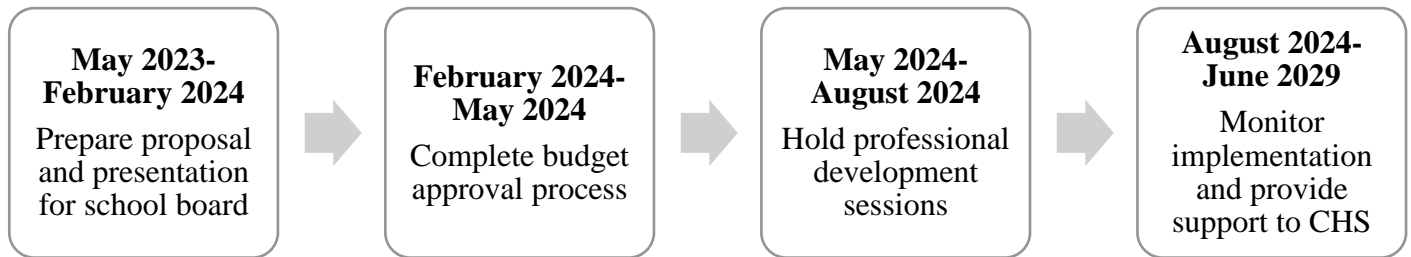 May 2023-
February 2024
Prepare proposal
and presentation
for school board
February 2024-
May 2024
Complete budget
approval process
May 2024-
August 2024
Hold professional
development
sessions
August 2024-
June 2029
Monitor
implementation
and provide
support to CHS